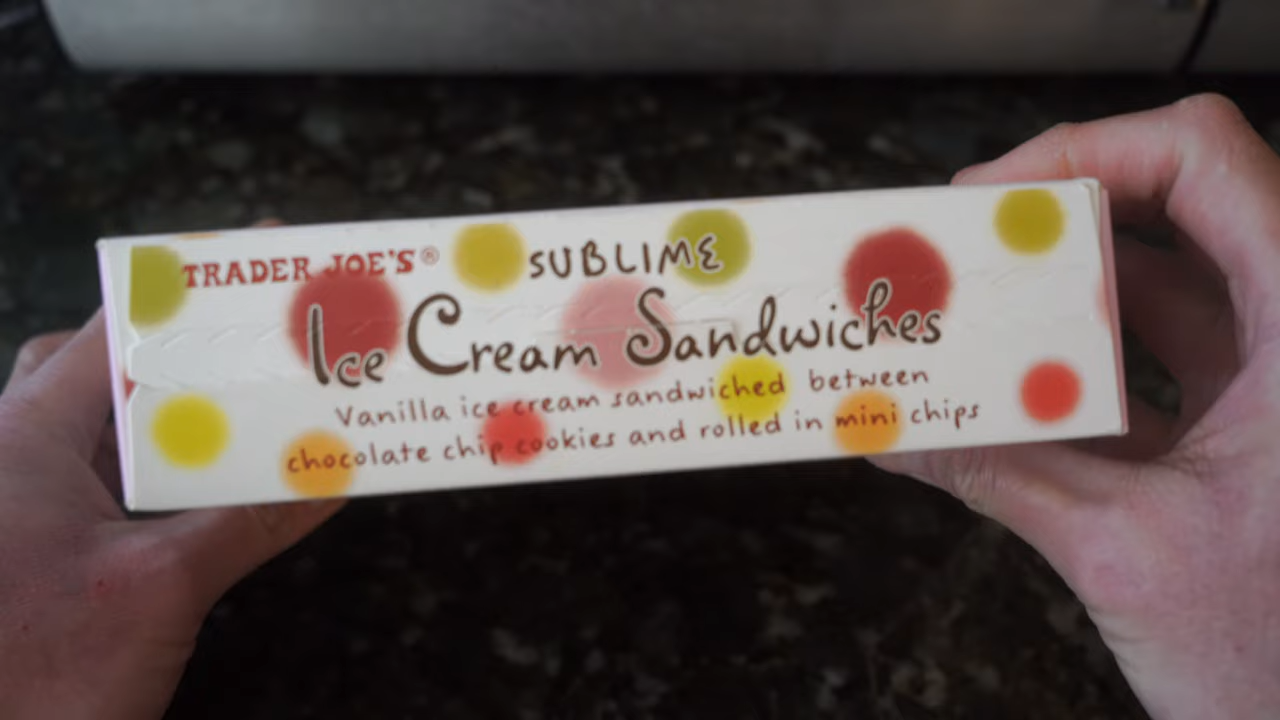 TRADER JOE'S® SUBLIME
Ice Cream Sandwiches
Vanilla ice cream sandwiched between
chocolate chip cookies and rolled in mini chips